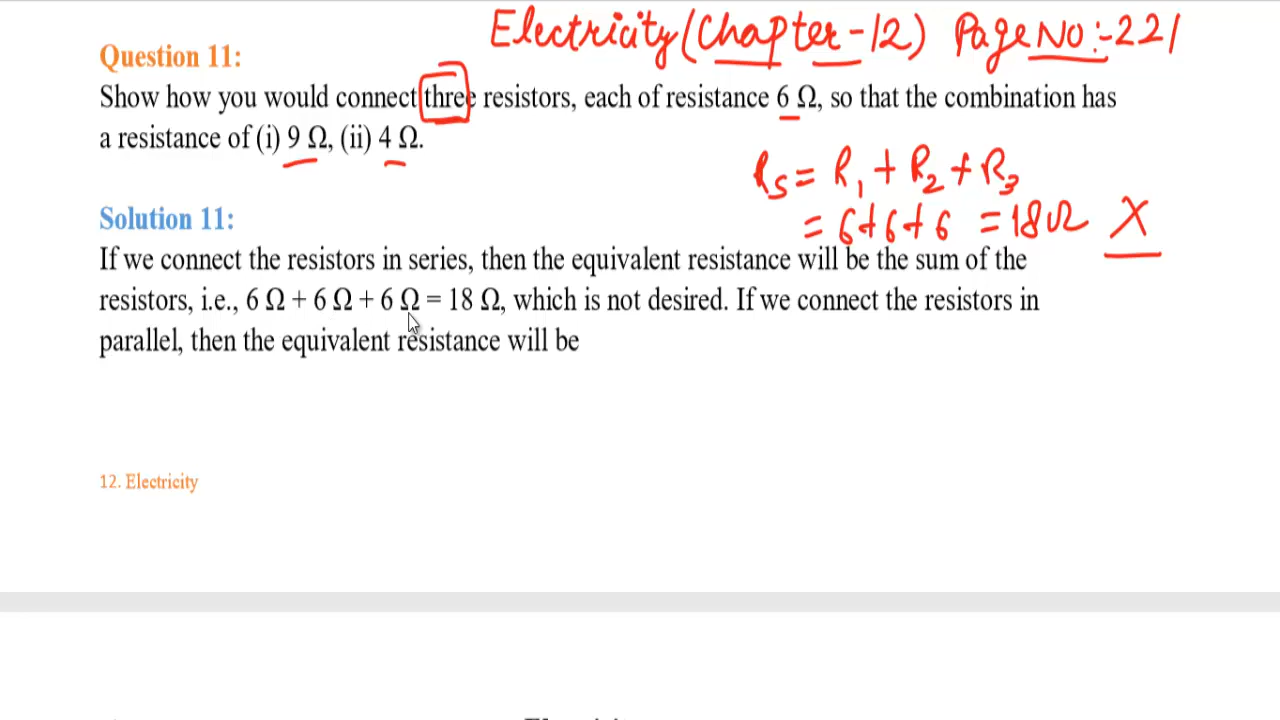 Electricity (Chapter-12) Page No:-221
Question 11:
Show how you would connect three resistors, each of resistance 6 Ω, so that the combination has
a resistance of (i) 9 Ω, (ii) 4 Ω.
Rs = R1 + R2 + R3
= 6+6+6 = 18Ω X
Solution 11:
If we connect the resistors in series, then the equivalent resistance will be the sum of the
resistors, i.e., 6 Ω + 6 Ω + 6 Ω = 18 Ω, which is not desired. If we connect the resistors in
parallel, then the equivalent resistance will be
12. Electricity